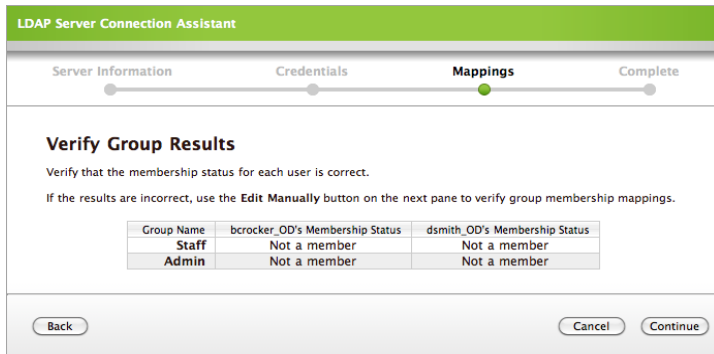 LDAP Server Connection Assistant
Server Information Credentials Mappings Complete
Verify Group Results
Verify that the membership status for each user is correct.
If the results are incorrect, use the Edit Manually button on the next pane to verify group membership mappings.
Group Name bcrocker_OD's Membership Status dsmith_OD's Membership Status
Staff Not a member Not a member
Admin Not a member Not a member
Back Cancel Continue